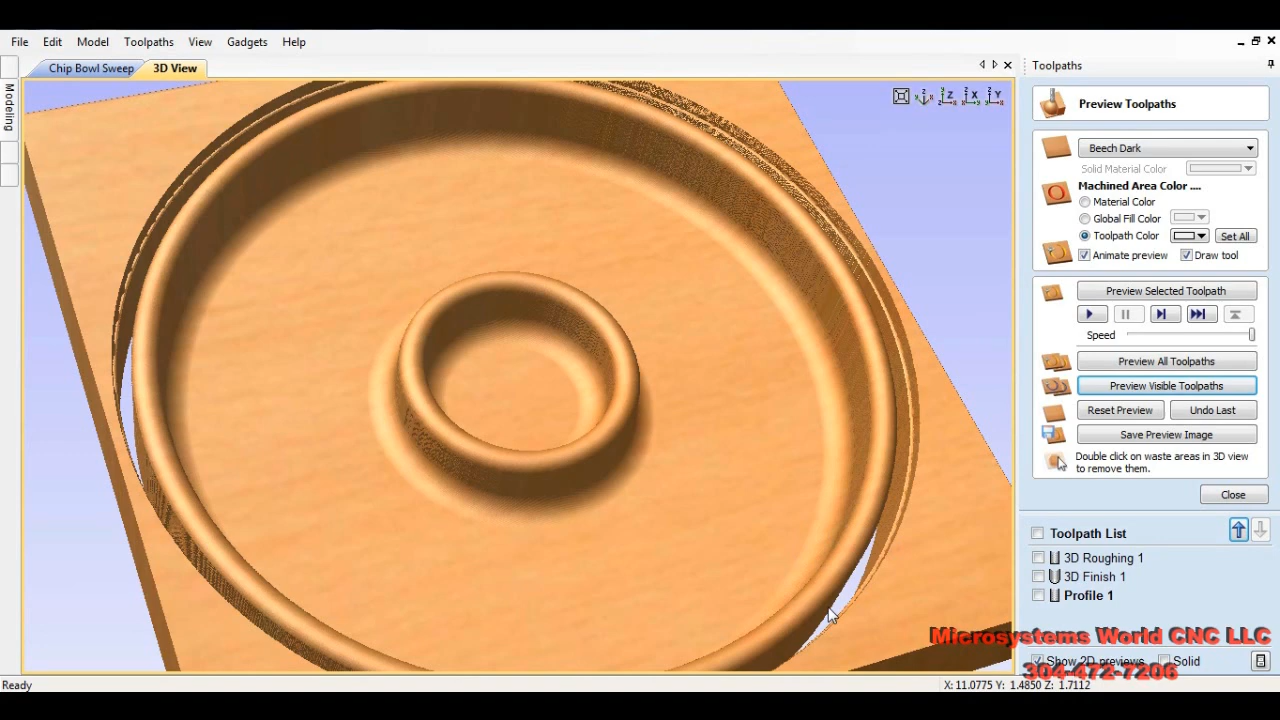 File Edit Model Toolpaths View Gadgets Help
Chip Bowl Sweep 3D View
Toolpaths
Modeling
Z X Y
Preview Toolpaths
Beech Dark
Solid Material Color
Machined Area Color ....
Material Color
Global Fill Color
Toolpath Color Set All
Animate preview Draw tool
Preview Selected Toolpath
Speed
Preview All Toolpaths
Preview Visible Toolpaths
Reset Preview Undo Last
Save Preview Image
Double click on waste areas in 3D view
to remove them.
Close
Toolpath List
3D Roughing 1
3D Finish 1
Profile 1
Microsystems World CNC LLC
Show 2D previews Solid
304-472-7206
Ready X: 11.0775 Y: 1.4850 Z: 1.7112